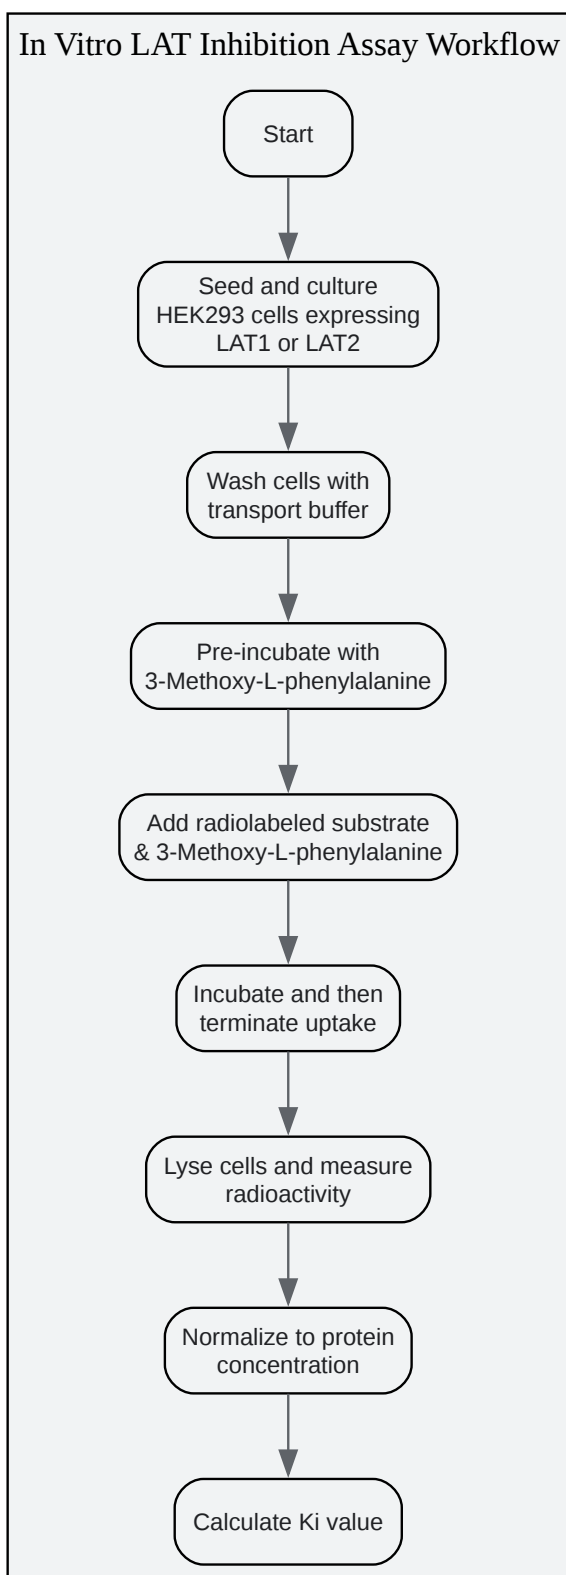 In Vitro LAT Inhibition Assay Workflow
Start
Seed and culture
HEK293 cells expressing
LAT1 or LAT2
Wash cells with
transport buffer
Pre-incubate with
3-Methoxy-L-phenylalanine
Add radiolabeled substrate
& 3-Methoxy-L-phenylalanine
Incubate and then
terminate uptake
Lyse cells and measure
radioactivity
Normalize to protein
concentration
Calculate Ki value